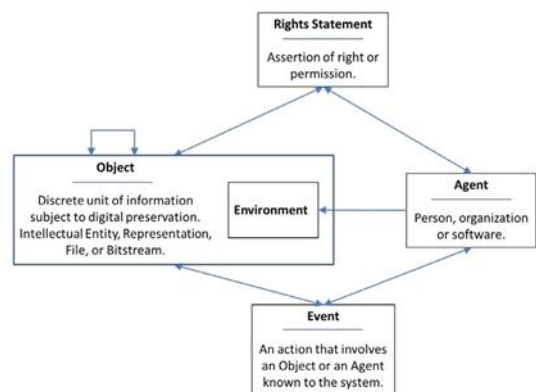 Rights Statement
Assertion of right or
permission.
Object
Discrete unit of information
subject to digital preservation.
Intellectual Entity, Representation,
File, or Bitstream.
Environment
Agent
Person, organization
or software.
Event
An action that involves
an Object or an Agent
known to the system.